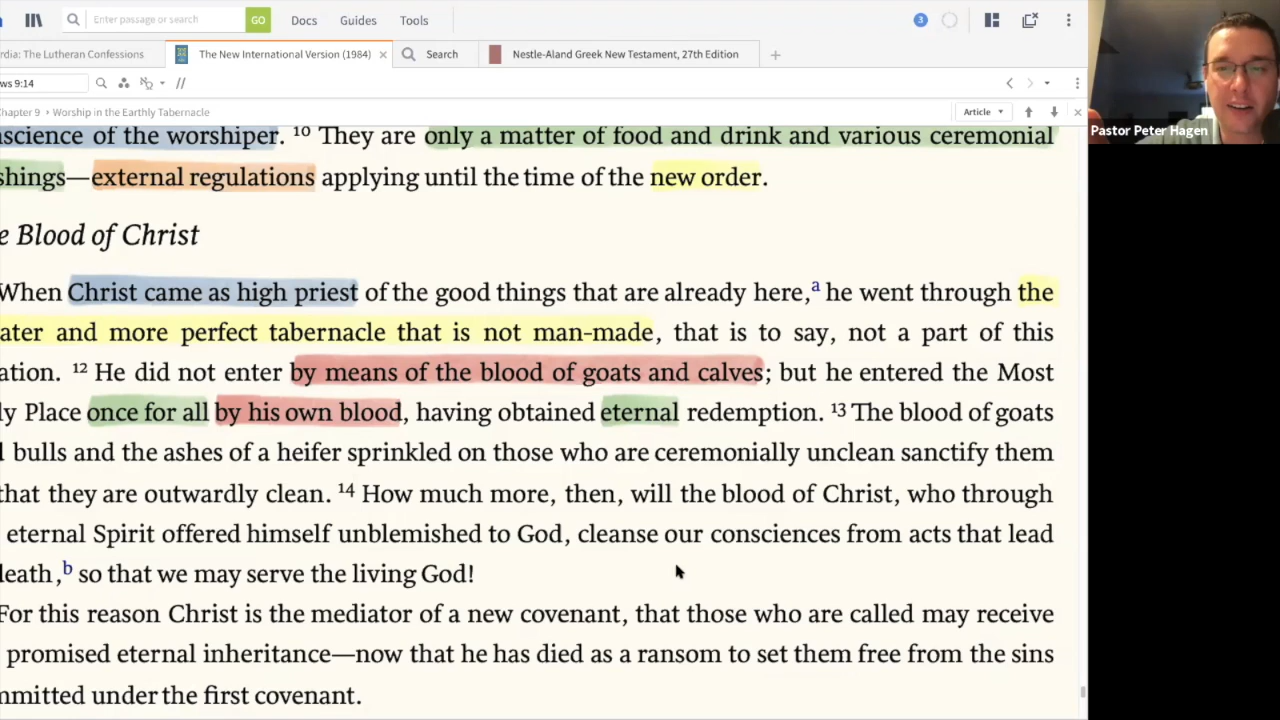 Enter passage or search GO Docs Guides Tools 3
rdia: The Lutheran Confessions The New International Version (1984) × Search Nestle-Aland Greek New Testament, 27th Edition +
ws 9:14 //
Chapter 9 › Worship in the Earthly Tabernacle Article
Pastor Peter Hagen
nscience of the worshiper. 10 They are only a matter of food and drink and various ceremonial
shings—external regulations applying until the time of the new order.
e Blood of Christ
When Christ came as high priest of the good things that are already here,a he went through the
ater and more perfect tabernacle that is not man-made, that is to say, not a part of this
ation. 12 He did not enter by means of the blood of goats and calves; but he entered the Most
ly Place once for all by his own blood, having obtained eternal redemption. 13 The blood of goats
d bulls and the ashes of a heifer sprinkled on those who are ceremonially unclean sanctify them
that they are outwardly clean. 14 How much more, then, will the blood of Christ, who through
eternal Spirit offered himself unblemished to God, cleanse our consciences from acts that lead
death,b so that we may serve the living God!
For this reason Christ is the mediator of a new covenant, that those who are called may receive
promised eternal inheritance—now that he has died as a ransom to set them free from the sins
mmitted under the first covenant.